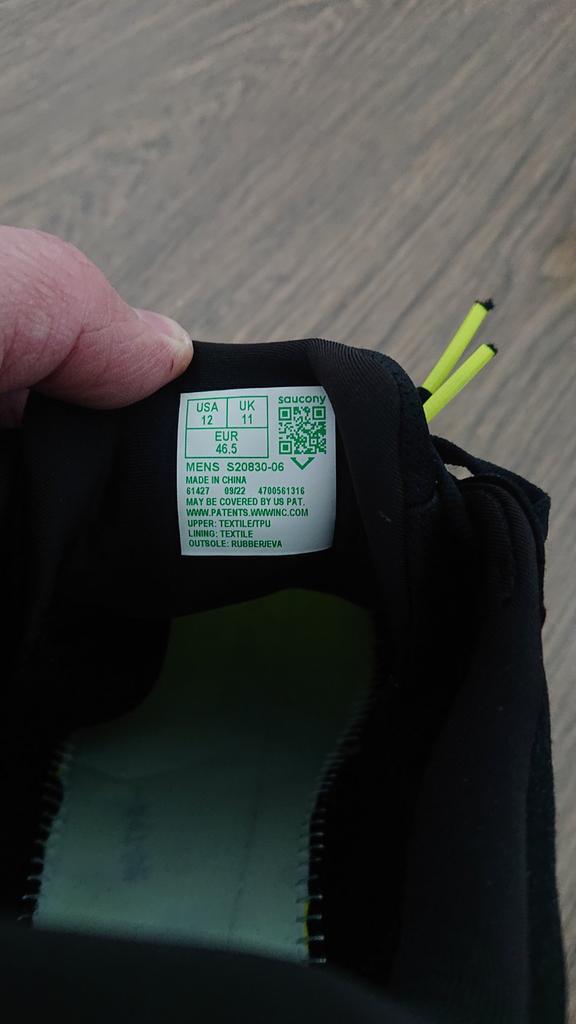 saucony
USA UK
12 11
EUR
46.5
MENS S20830-06
MADE IN CHINA
61427 09/22 4700561316
MAY BE COVERED BY US PAT.
WWW.PATENTS.WWWINC.COM
UPPER: TEXTILE/TPU
LINING: TEXTILE
OUTSOLE: RUBBER/EVA